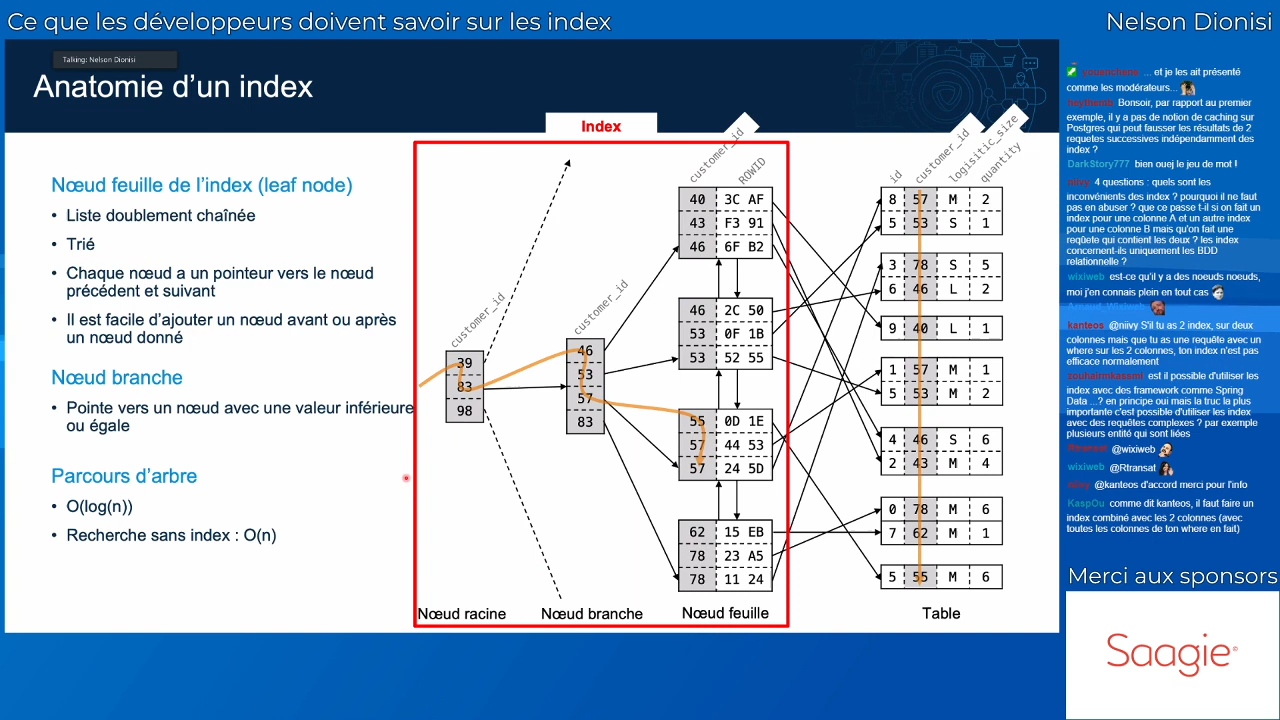 Ce que les développeurs doivent savoir sur les index
Nelson Dionisi
Talking: Nelson Dionisi
Anatomie d'un index
Nœud feuille de l'index (leaf node)
• Liste doublement chaînée
• Trié
• Chaque nœud a un pointeur vers le nœud
précédent et suivant
• Il est facile d'ajouter un nœud avant ou après
un nœud donné
Nœud branche
• Pointe vers un nœud avec une valeur inférieure
ou égale
Parcours d'arbre
• O(log(n))
• Recherche sans index : O(n)
Index
customer_id
39
83
98
Nœud racine
customer_id
46
53
57
83
Nœud branche
customer_id ROWID
40 3C AF
43 F3 91
46 6F B2
46 2C 50
53 0F 1B
53 52 55
55 0D 1E
57 44 53
57 24 5D
62 15 EB
78 23 A5
78 11 24
Nœud feuille
id customer_id logisitic_size quantity
8 57 M 2
5 53 S 1
3 78 S 5
6 46 L 2
9 40 L 1
1 57 M 1
5 53 M 2
4 46 S 6
2 43 M 4
0 78 M 6
7 62 M 1
5 55 M 6
Table
... et je les ait présenté
comme les modérateurs...
Bonsoir, par rapport au premier
exemple, il y a pas de notion de caching sur
Postgres qui peut fausser les résultats de 2
requetes successives indépendamment des
index ?
DarkStory777 bien ouej le jeu de mot !
niivy 4 questions : quels sont les
inconvénients des index ? pourquoi il ne faut
pas en abuser ? que ce passe t-il si on fait un
index pour une colonne A et un autre index
pour une colonne B mais qu'on fait une
reqûete qui contient les deux ? les index
concernent-ils uniquement les BDD
relationnelle ?
wixiweb est-ce qu'il y a des noeuds noeuds,
moi j'en connais plein en tout cas
Arnaud_Wixiweb
kanteos @niivy S'il tu as 2 index, sur deux
colonnes mais que tu as une requête avec un
where sur les 2 colonnes, ton index n'est pas
efficace normalement
zouhairmkassmi est il possible d'utiliser les
index avec des framework comme Spring
Data ...? en principe oui mais la truc la plus
importante c'est possible d'utiliser les index
avec des requêtes complexes ? par exemple
plusieurs entité qui sont liées
Rtransat @wixiweb
wixiweb @Rtransat
niivy @kanteos d'accord merci pour l'info
KaspOu comme dit kanteos, il faut faire un
index combiné avec les 2 colonnes (avec
toutes les colonnes de ton where en fait)
Merci aux sponsors
Saagie